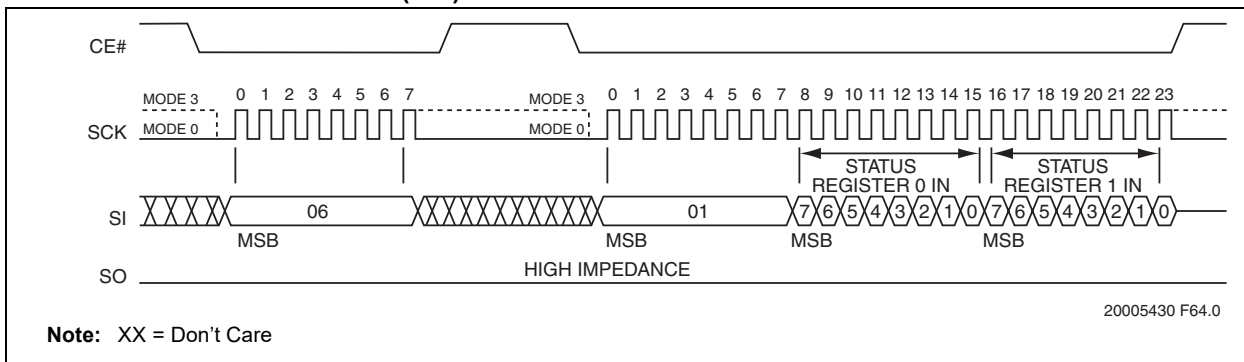 CE#
MODE 3 0 1 2 3 4 5 6 7 MODE 3 0 1 2 3 4 5 6 7 8 9 10 11 12 13 14 15 16 17 18 19 20 21 22 23
SCK MODE 0 MODE 0
STATUS STATUS
REGISTER 0 IN REGISTER 1 IN
SI 06 01 7 6 5 4 3 2 1 0 7 6 5 4 3 2 1 0
MSB MSB MSB MSB
HIGH IMPEDANCE
SO
20005430 F64.0
Note: XX = Don't Care